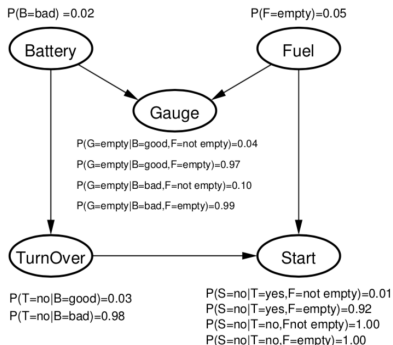 P(B=bad) =0.02
P(F=empty)=0.05
Battery
Fuel
Gauge
P(G=empty|B=good,F=not empty)=0.04
P(G=empty|B=good,F=empty)=0.97
P(G=empty|B=bad,F=not empty)=0.10
P(G=empty|B=bad,F=empty)=0.99
TurnOver
Start
P(T=no|B=good)=0.03
P(T=no|B=bad)=0.98
P(S=no|T=yes,F=not empty)=0.01
P(S=no|T=yes,F=empty)=0.92
P(S=no|T=no,Fnot empty)=1.00
P(S=no|T=no,F=empty)=1.00